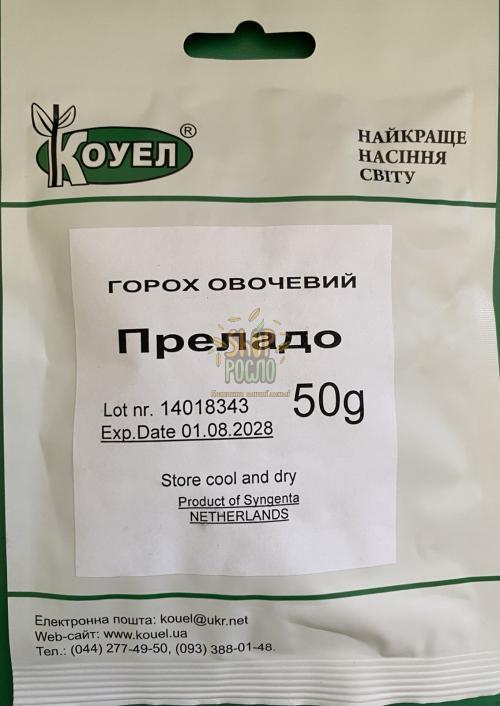 КОУЕЛ®
НАЙКРАЩЕ
НАСІННЯ
СВІТУ
ГОРОХ ОВОЧЕВИЙ
Преладо
SHOP
РОСЛО
Lot nr. 14018343
50g
Exp.Date 01.08.2028
Store cool and dry
Product of Syngenta
NETHERLANDS
Електронна пошта: kouel@ukr.net
Web-сайт: www.kouel.ua
Тел.: (044) 277-49-50, (093) 388-01-48.